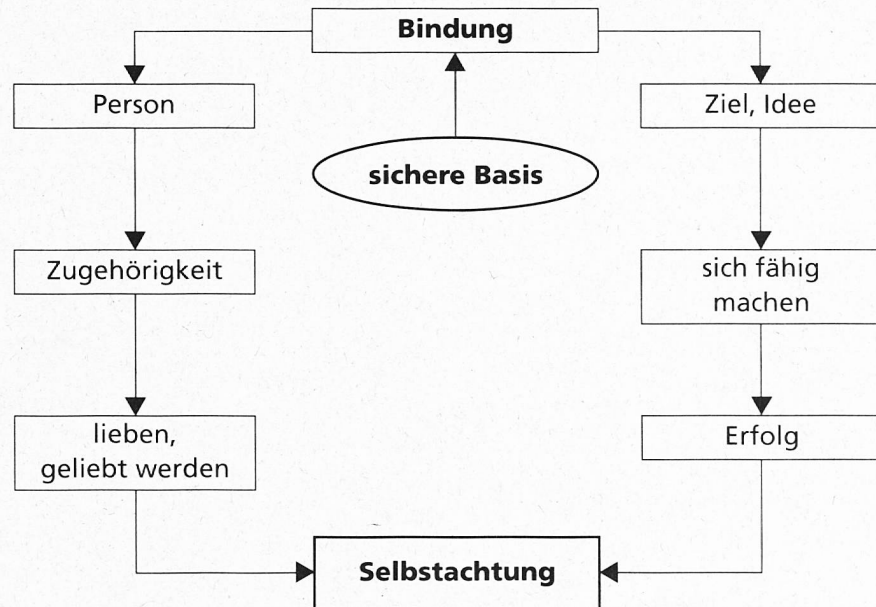 Bindung
Person
Ziel, Idee
sichere Basis
Zugehörigkeit
sich fähig
machen
lieben,
geliebt werden
Erfolg
Selbstachtung